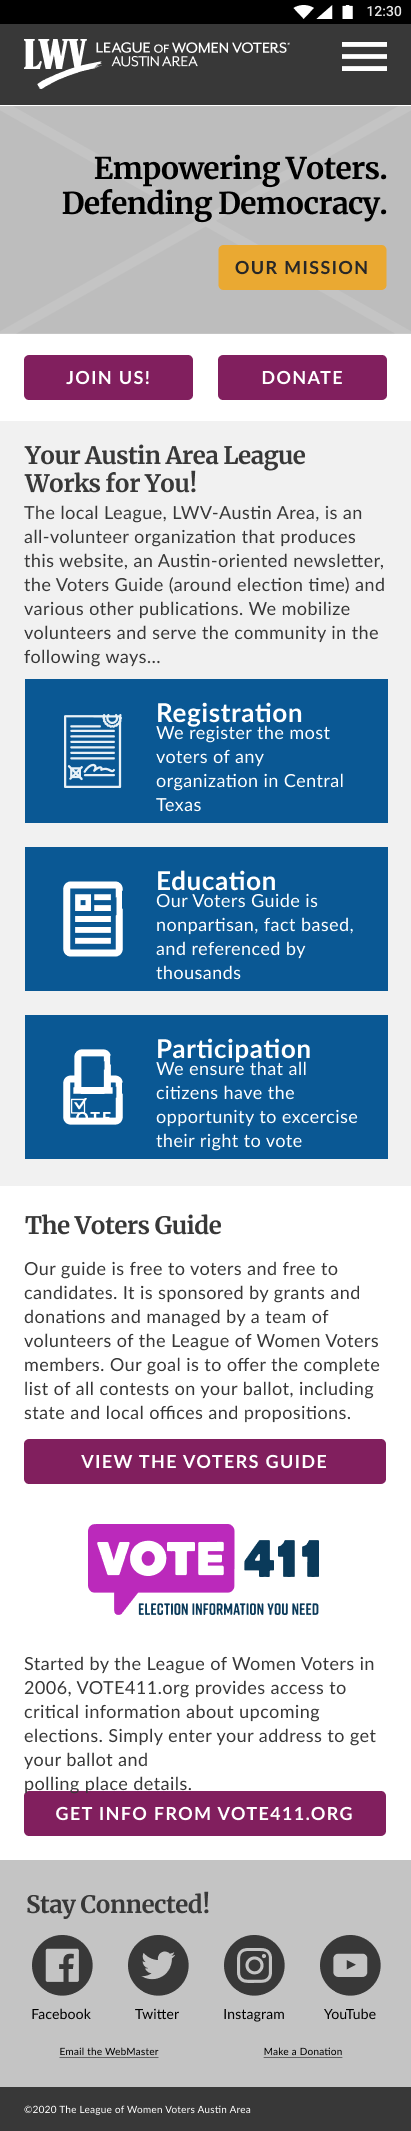 12:30
LWV LEAGUE OF WOMEN VOTERS®
AUSTIN AREA
Empowering Voters.
Defending Democracy.
OUR MISSION
JOIN US!
DONATE
Your Austin Area League
Works for You!
The local League, LWV-Austin Area, is an
all-volunteer organization that produces
this website, an Austin-oriented newsletter,
the Voters Guide (around election time) and
various other publications. We mobilize
volunteers and serve the community in the
following ways...
Registration
We register the most
voters of any
organization in Central
Texas
Education
Our Voters Guide is
nonpartisan, fact based,
and referenced by
thousands
Participation
We ensure that all
citizens have the
opportunity to excercise
their right to vote
The Voters Guide
Our guide is free to voters and free to
candidates. It is sponsored by grants and
donations and managed by a team of
volunteers of the League of Women Voters
members. Our goal is to offer the complete
list of all contests on your ballot, including
state and local offices and propositions.
VIEW THE VOTERS GUIDE
VOTE 411
ELECTION INFORMATION YOU NEED
Started by the League of Women Voters in
2006, VOTE411.org provides access to
critical information about upcoming
elections. Simply enter your address to get
your ballot and
polling place details.
GET INFO FROM VOTE411.ORG
Stay Connected!
Facebook
Twitter
Instagram
YouTube
Email the WebMaster
Make a Donation
©2020 The League of Women Voters Austin Area